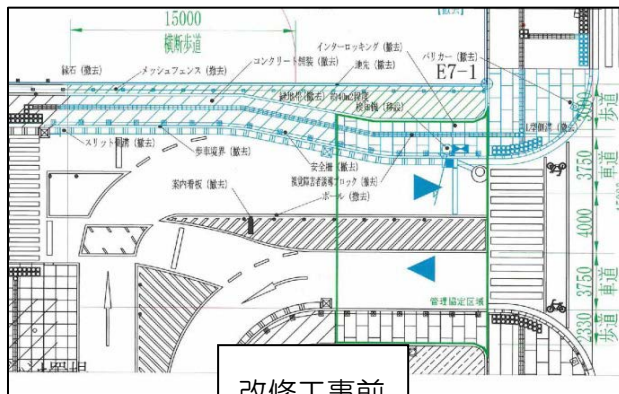 15000
横断歩道
インターロッキング（撤去）
バリカー（撤去）
縁石（撤去）
メッシュフェンス（撤去）
コンクリート舗装（撤去）
地先（撤去）
E7-1
3000
歩道
スリット側溝（撤去）
歩車境界（撤去）
安全柵（撤去）
視覚障害者誘導ブロック（撤去）
L型側溝（撤去）
案内看板（撤去）
ポール（撤去）
3750
車道
4000
管理協定区域
3750
車道
2330
歩道
改修工事前